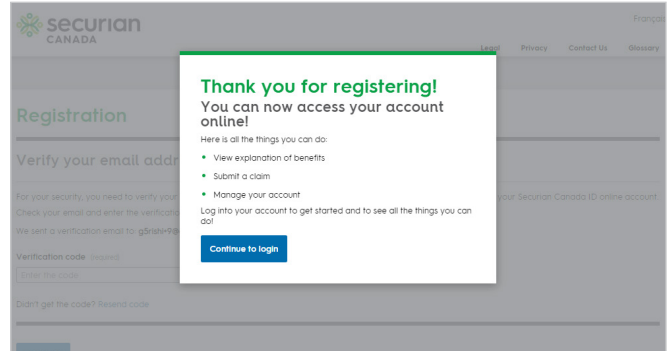 securian
CANADA
Français
Legal Privacy Contact Us Glossary
Registration
Verify your email addr
For your security, you need to verify your
your Securian Canada ID online account.
Check your email and enter the verificatio
We sent a verification email to:
Verification code (required)
Enter the code
Didn't get the code? Resend code
Thank you for registering!
You can now access your account
online!
Here is all the things you can do:
View explanation of benefits
Submit a claim
Manage your account
Log into your account to get started and to see all the things you can
do!
Continue to login